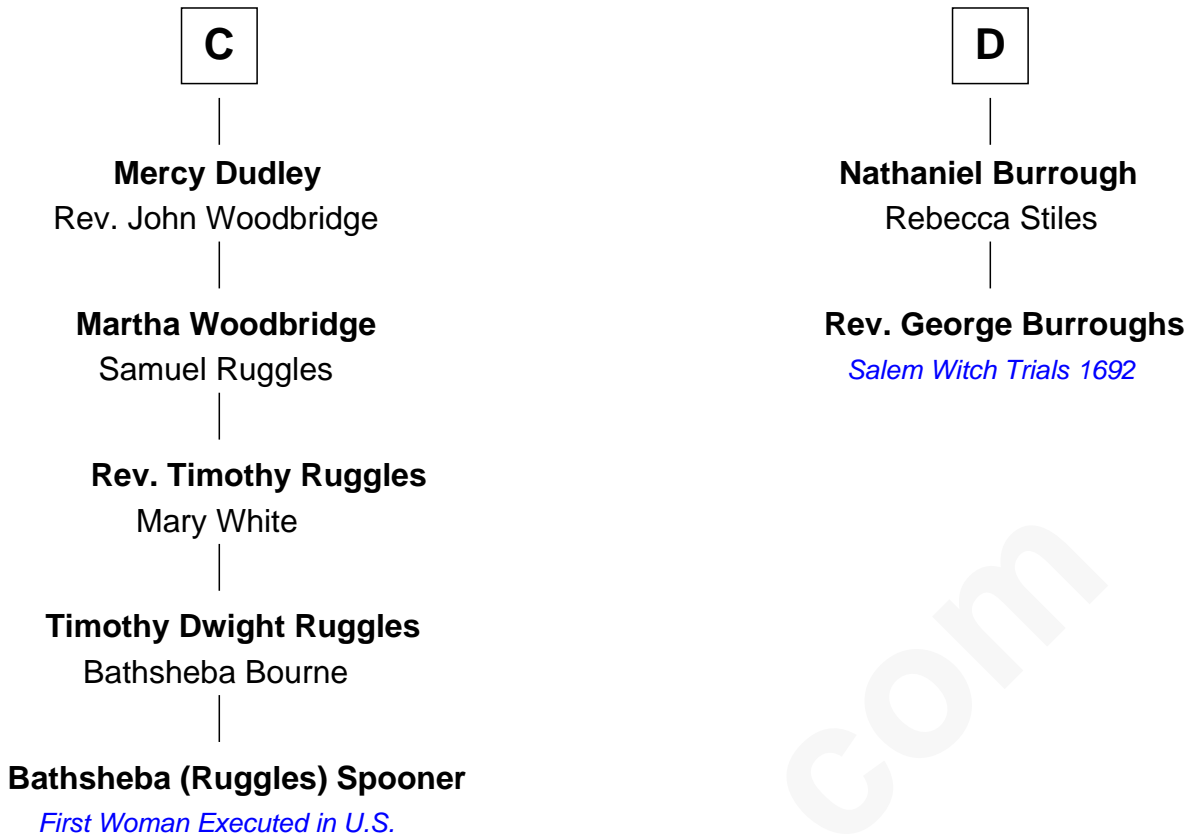 C
Mercy Dudley
Rev. John Woodbridge
Martha Woodbridge
Samuel Ruggles
Rev. Timothy Ruggles
Mary White
Timothy Dwight Ruggles
Bathsheba Bourne
Bathsheba (Ruggles) Spooner
First Woman Executed in U.S.
D
Nathaniel Burrough
Rebecca Stiles
Rev. George Burroughs
Salem Witch Trials 1692
com